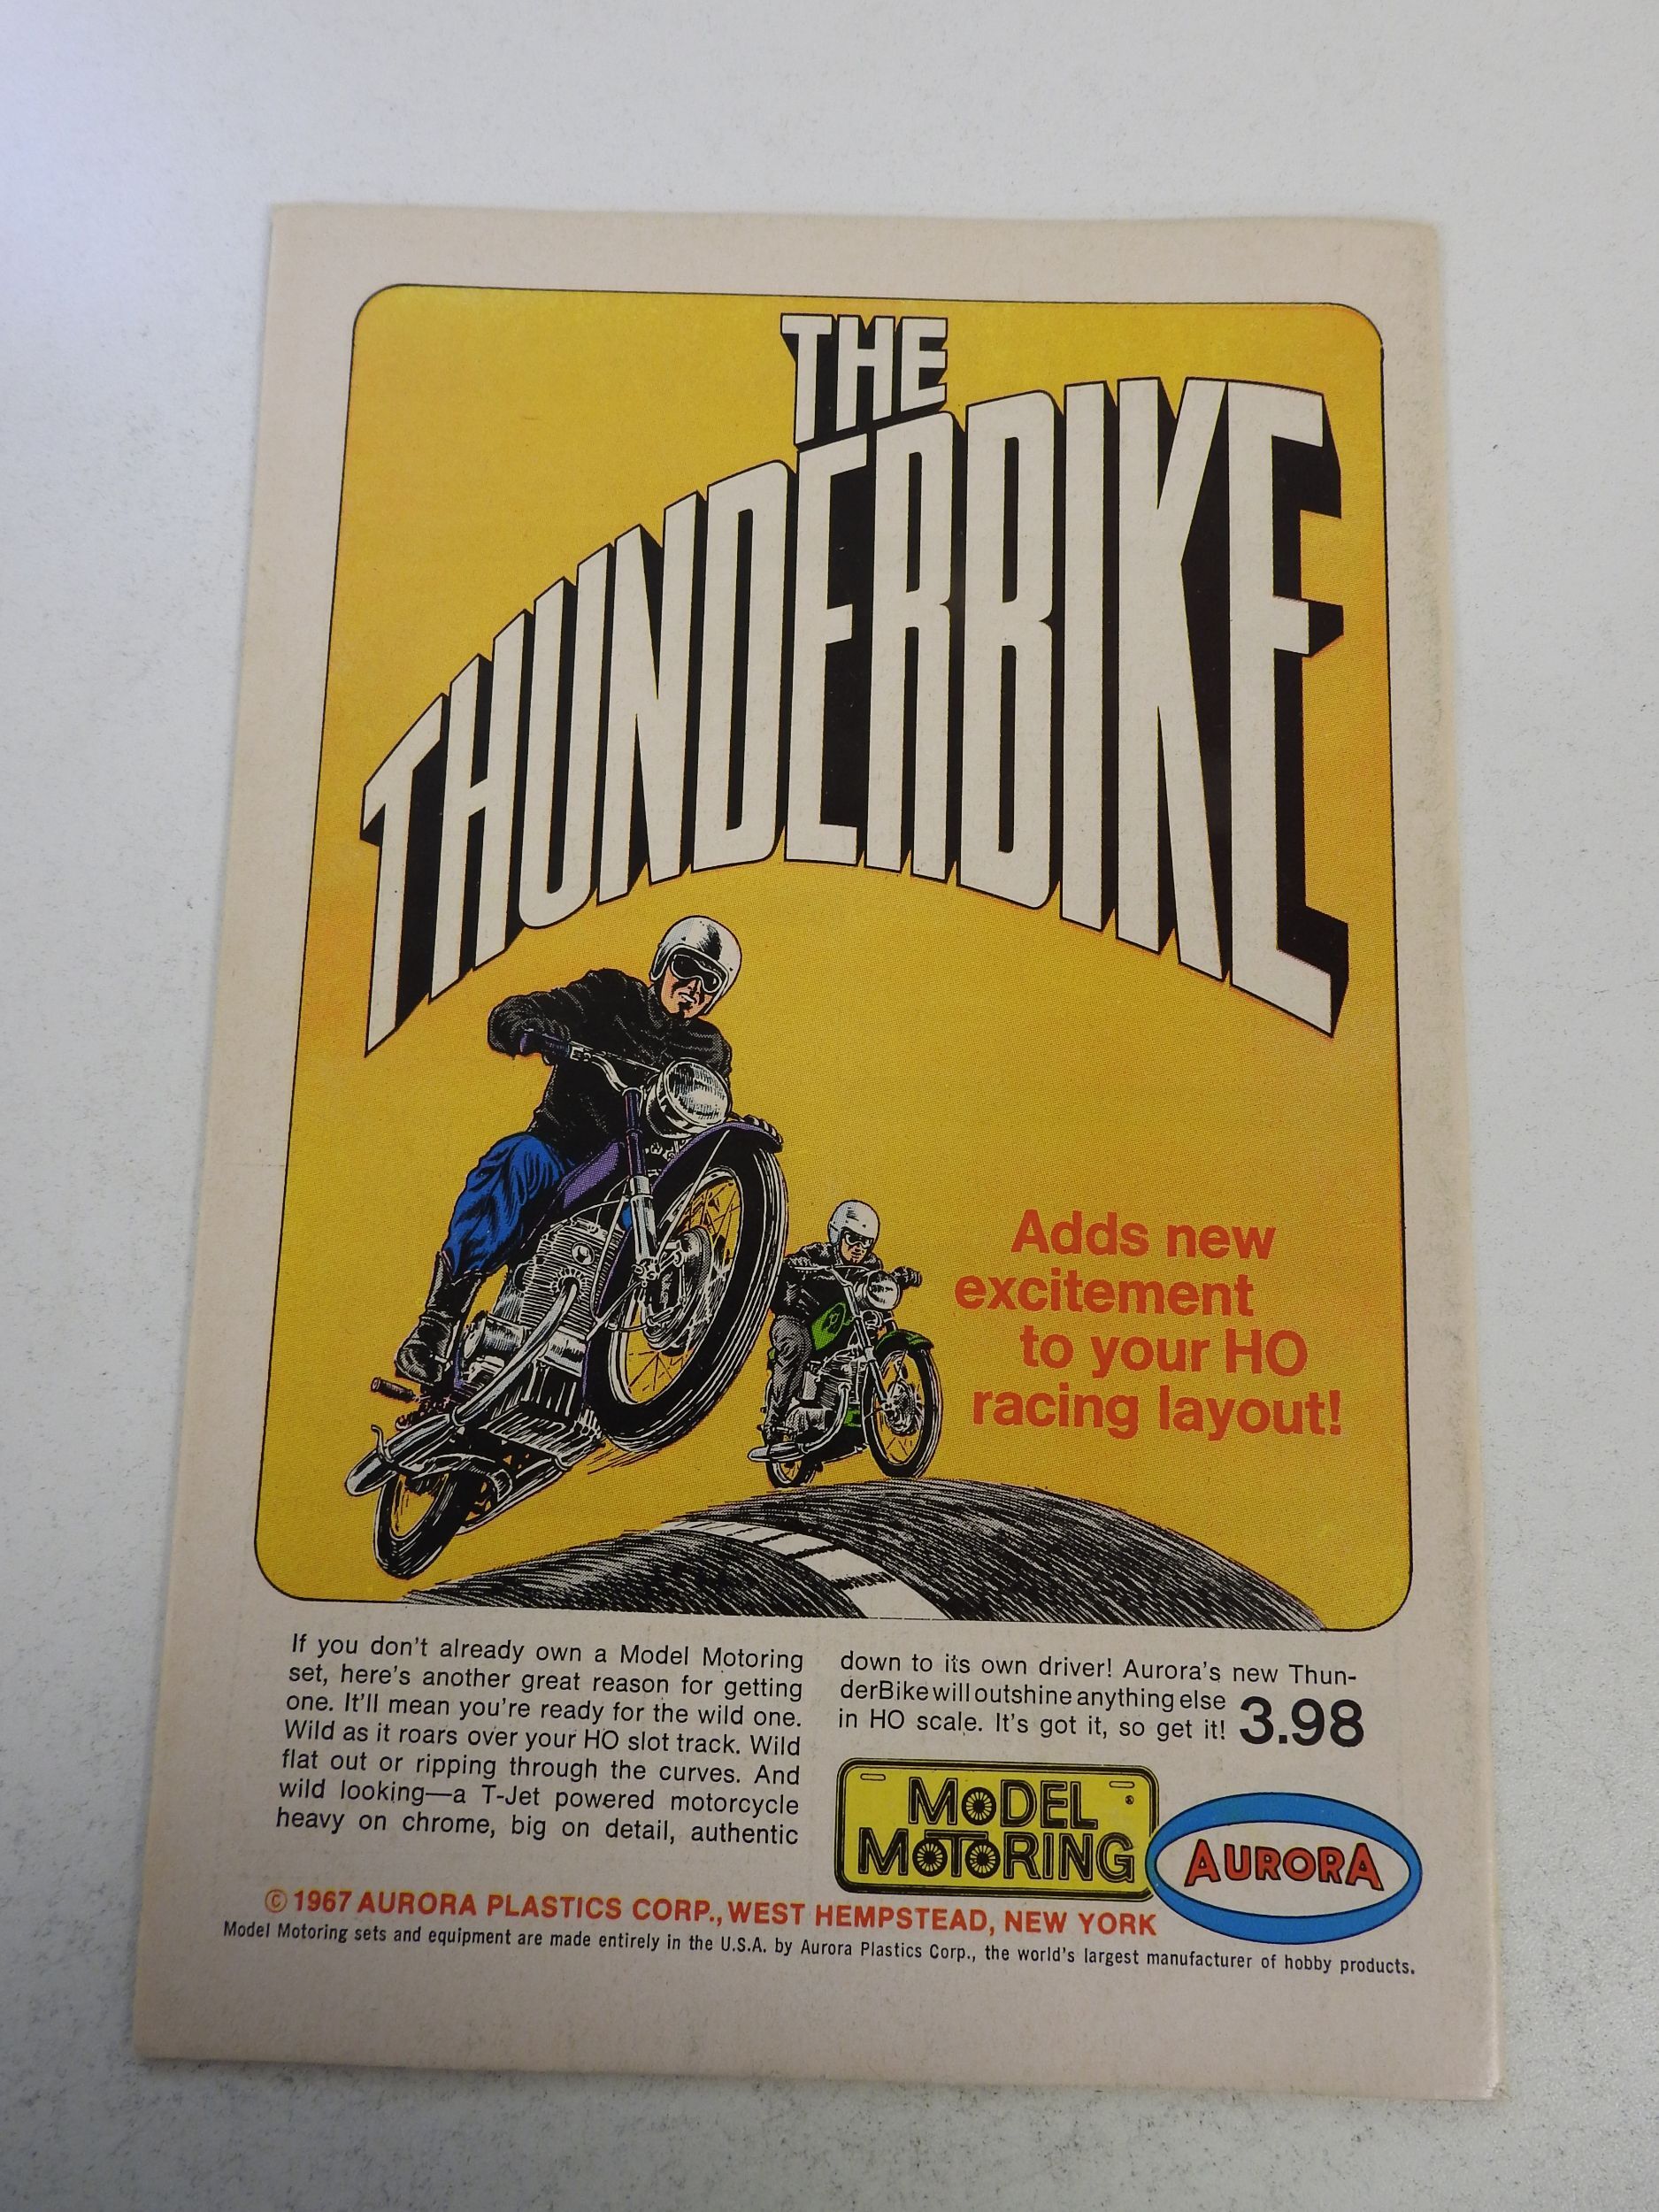 THE
THUNDERBIKE
Adds new
excitement
to your HO
racing layout!
If you don't already own a Model Motoring
set, here's another great reason for getting
one. It'll mean you're ready for the wild one.
Wild as it roars over your HO slot track. Wild
flat out or ripping through the curves. And
wild looking—a T-Jet powered motorcycle
heavy on chrome, big on detail, authentic
down to its own driver! Aurora's new Thun-
derBike will outshine anything else
in HO scale. It's got it, so get it! 3.98
MODEL
MOTORING
®
AURORA
© 1967 AURORA PLASTICS CORP., WEST HEMPSTEAD, NEW YORK
Model Motoring sets and equipment are made entirely in the U.S.A. by Aurora Plastics Corp., the world's largest manufacturer of hobby products.